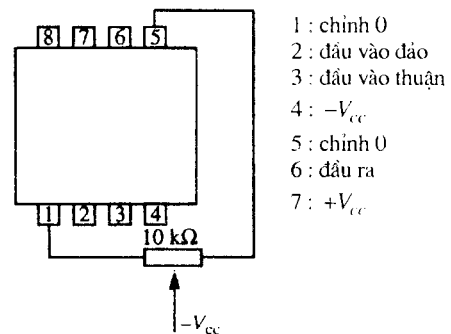 8 7 6 5
1 2 3 4
10 kΩ
–Vcc
1 : chỉnh 0
2 : đầu vào đảo
3 : đầu vào thuận
4 : –Vcc
5 : chỉnh 0
6 : đầu ra
7 : +Vcc